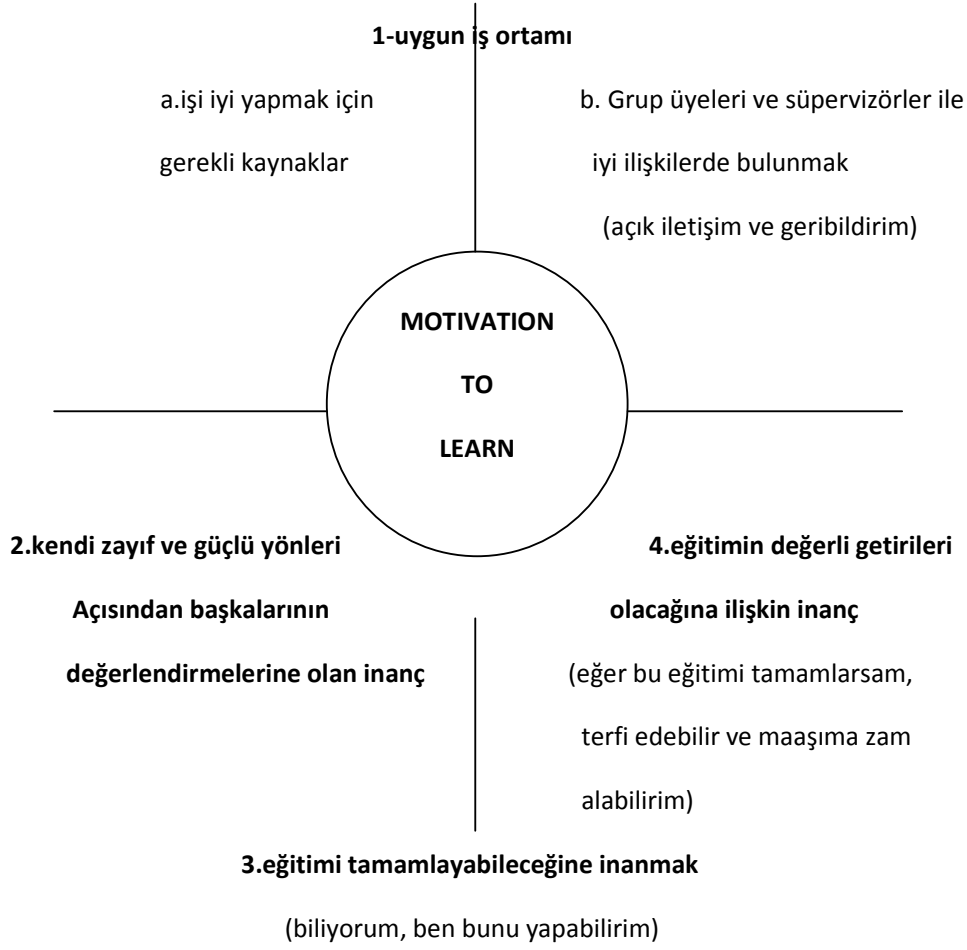 1-uygun iş ortamı
a.işi iyi yapmak için
gerekli kaynaklar
b. Grup üyeleri ve süpervizörler ile
iyi ilişkilerde bulunmak
(açık iletişim ve geribildirim)
MOTIVATION
TO
LEARN
2.kendi zayıf ve güçlü yönleri
Açısından başkalarının
değerlendirmelerine olan inanç
4.eğitimin değerli getirileri
olacağına ilişkin inanç
(eğer bu eğitimi tamamlarsam,
terfi edebilir ve maaşıma zam
alabilirim)
3.eğitimi tamamlayabileceğine inanmak
(biliyorum, ben bunu yapabilirim)